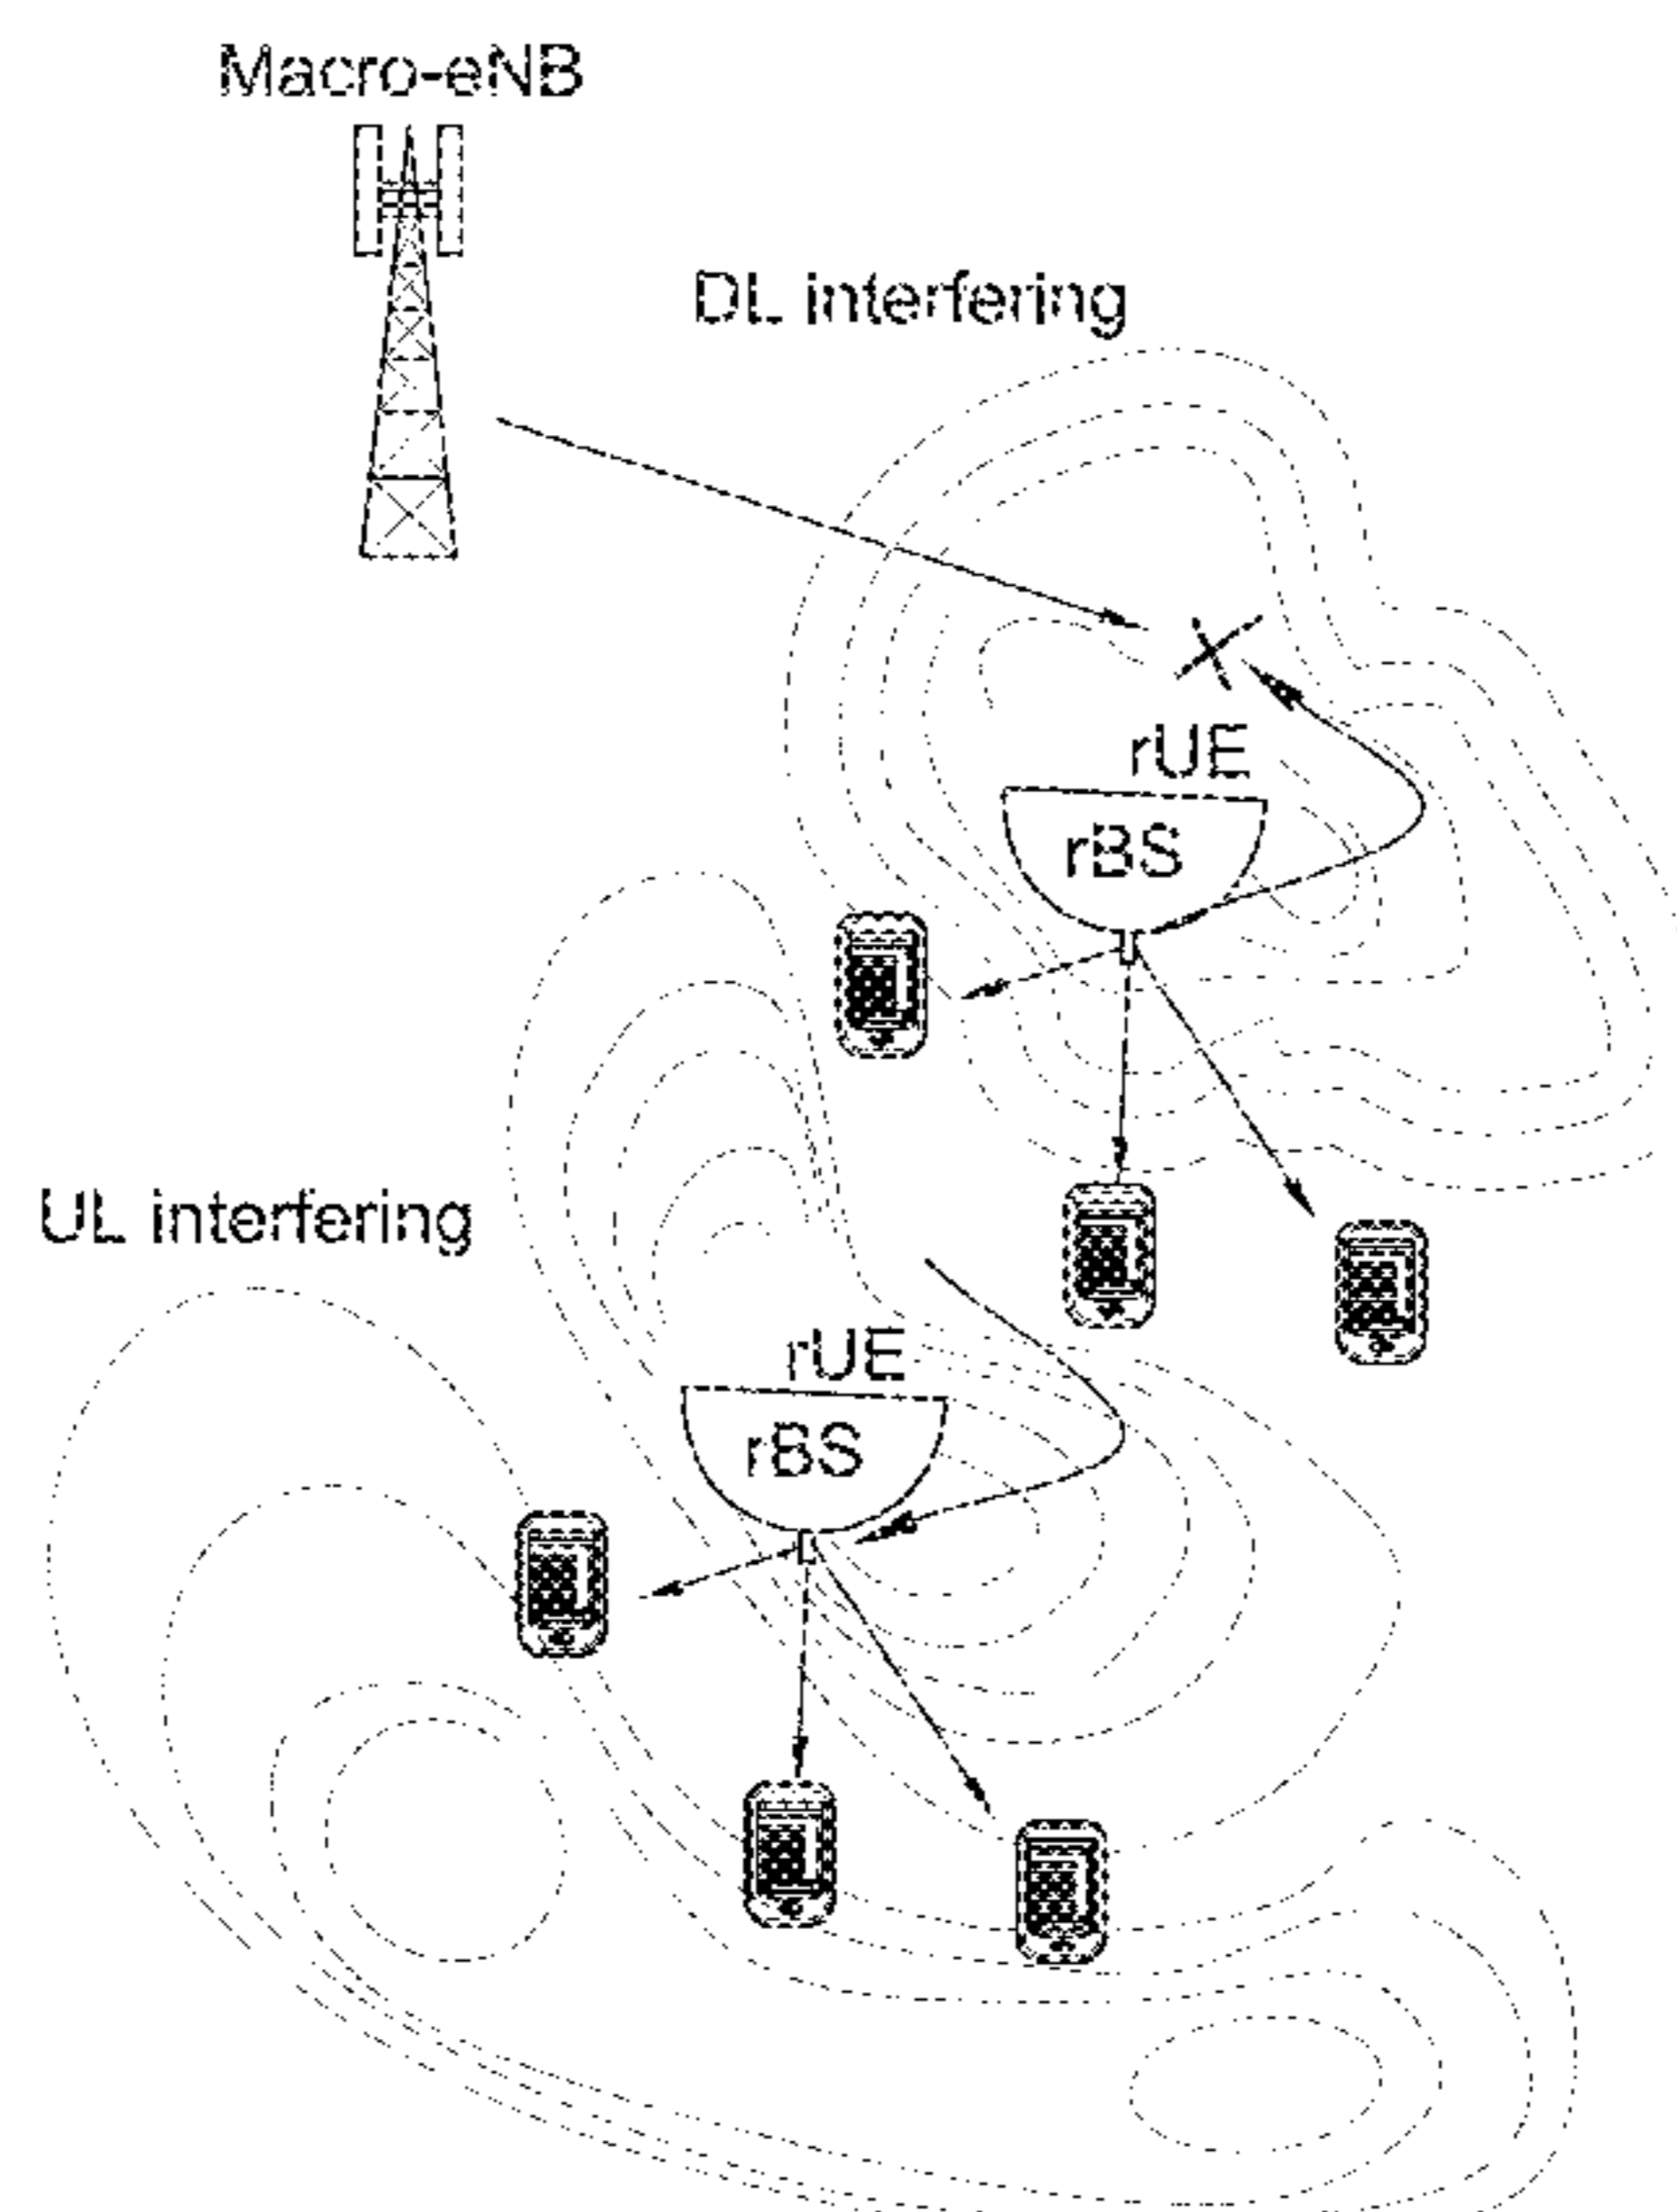 Macro-eNB
DL interfering
rUE
rBS
UL interfering
rUE
rBS